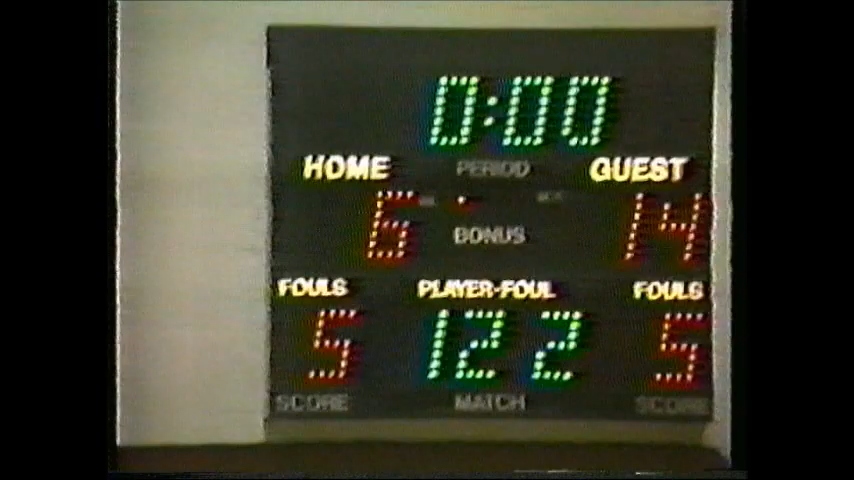 0:00
HOME PERIOD GUEST
6 14
BONUS
FOULS PLAYER-FOUL FOULS
5 12 2 5
SCORE MATCH SCORE